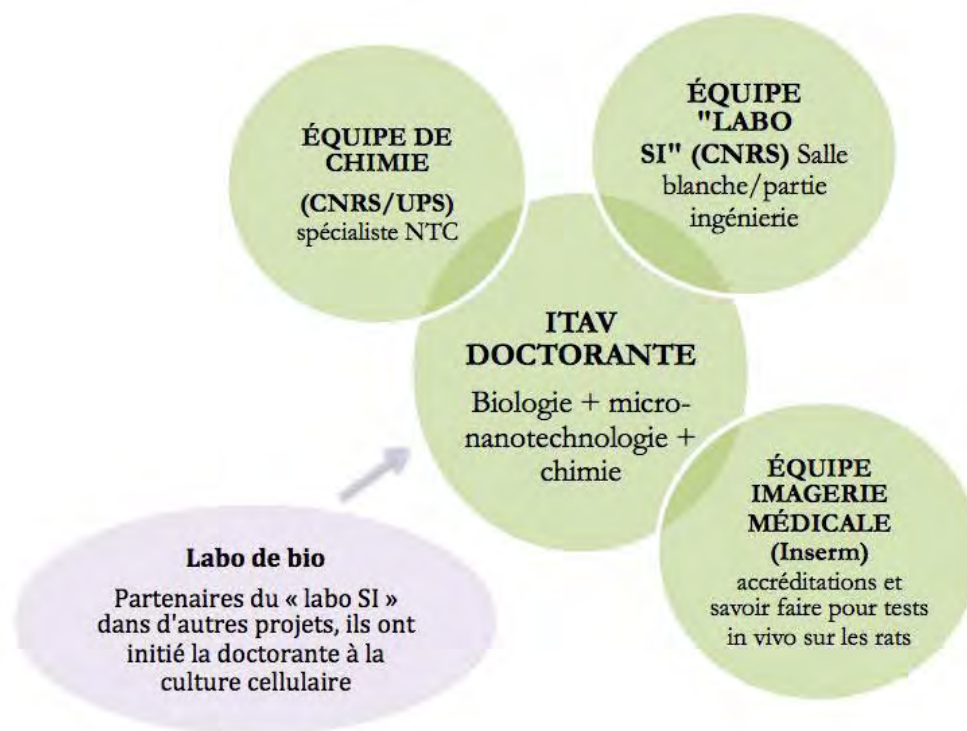 ÉQUIPE DE
CHIMIE
(CNRS/UPS)
spécialiste NTC
ÉQUIPE
"LABO
SI" (CNRS) Salle
blanche/partie
ingénierie
ITAV
DOCTORANTE
Biologie + micro-
nanotechnologie +
chimie
ÉQUIPE
IMAGERIE
MÉDICALE
(Inserm)
accréditations et
savoir faire pour tests
in vivo sur les rats
Labo de bio
Partenaires du « labo SI »
dans d'autres projets, ils ont
initié la doctorante à la
culture cellulaire